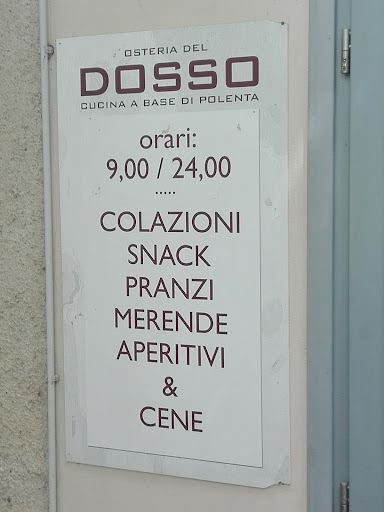 OSTERIA DEL
DOSSO
CUCINA A BASE DI POLENTA
orari:
9,00 / 24,00
.....
COLAZIONI
SNACK
PRANZI
MERENDE
APERITIVI
&
CENE